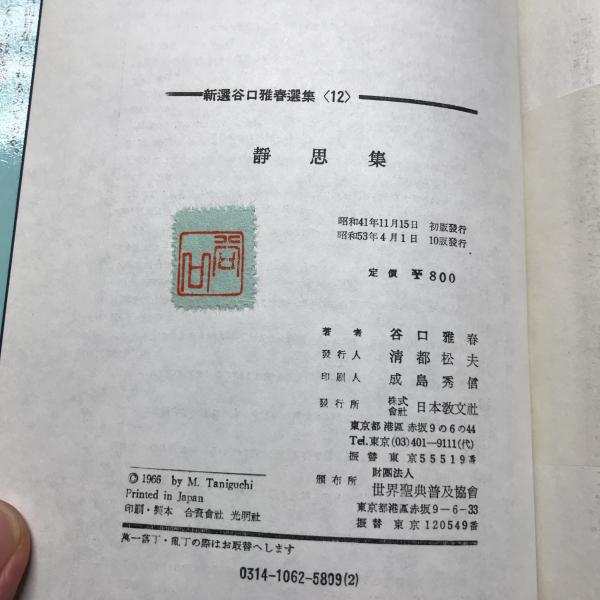 新選谷口雅春選集〈12〉
靜思集
昭和41年11月15日 初版發行
昭和53年4月1日 10版發行
定價 ¥800
著者 谷口雅春
發行人 清都松夫
印刷人 成島秀信
發行所 株式會社 日本敎文社
東京都港區赤坂9の6の44
Tel.東京(03)401-9111(代)
振替 東京55519番
頒布所 財團法人 世界聖典普及協會
東京都港區赤坂9-6-33
振替 東京120549番
© 1966 by M. Taniguchi
Printed in Japan
印刷・製本 合資會社 光明社
萬一落丁・亂丁の際はお取替へします
0314-1062-5809(2)